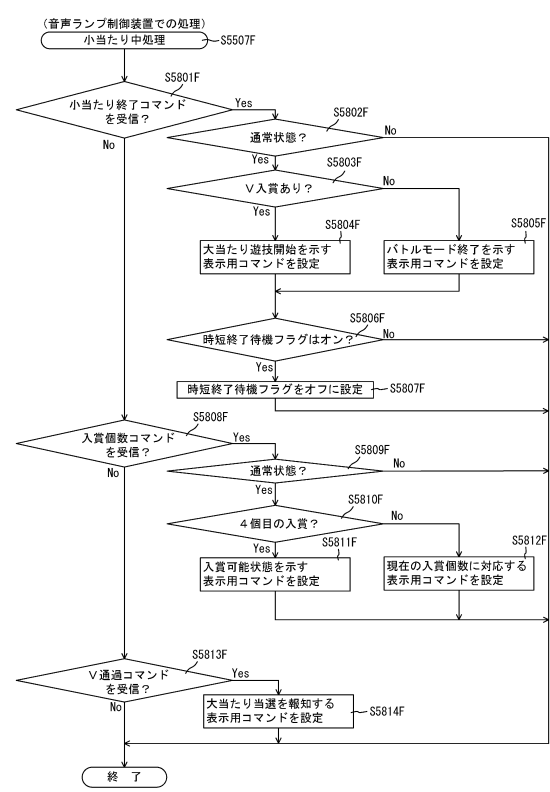 (音声ランプ制御装置での処理)
小当たり中処理
S5507F
S5801F
小当たり終了コマンド
を受信?
Yes
No
S5802F
通常状態?
No
Yes
S5803F
V入賞あり?
No
Yes
S5804F
大当たり遊技開始を示す
表示用コマンドを設定
S5805F
バトルモード終了を示す
表示用コマンドを設定
S5806F
時短終了待機フラグはオン?
No
Yes
時短終了待機フラグをオフに設定
S5807F
S5808F
入賞個数コマンド
を受信?
Yes
No
S5809F
通常状態?
No
Yes
S5810F
4個目の入賞?
No
Yes
S5811F
入賞可能状態を示す
表示用コマンドを設定
S5812F
現在の入賞個数に対応する
表示用コマンドを設定
S5813F
V通過コマンド
を受信?
Yes
No
大当たり当選を報知する
表示用コマンドを設定
S5814F
終 了